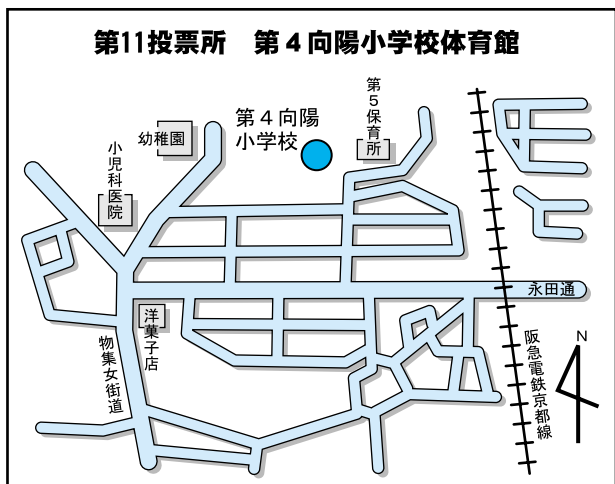 第11投票所　第４向陽小学校体育館
第４向陽
小学校
第５保育所
幼稚園
小児科医院
洋菓子店
物集女街道
永田通
阪急電鉄京都線
N